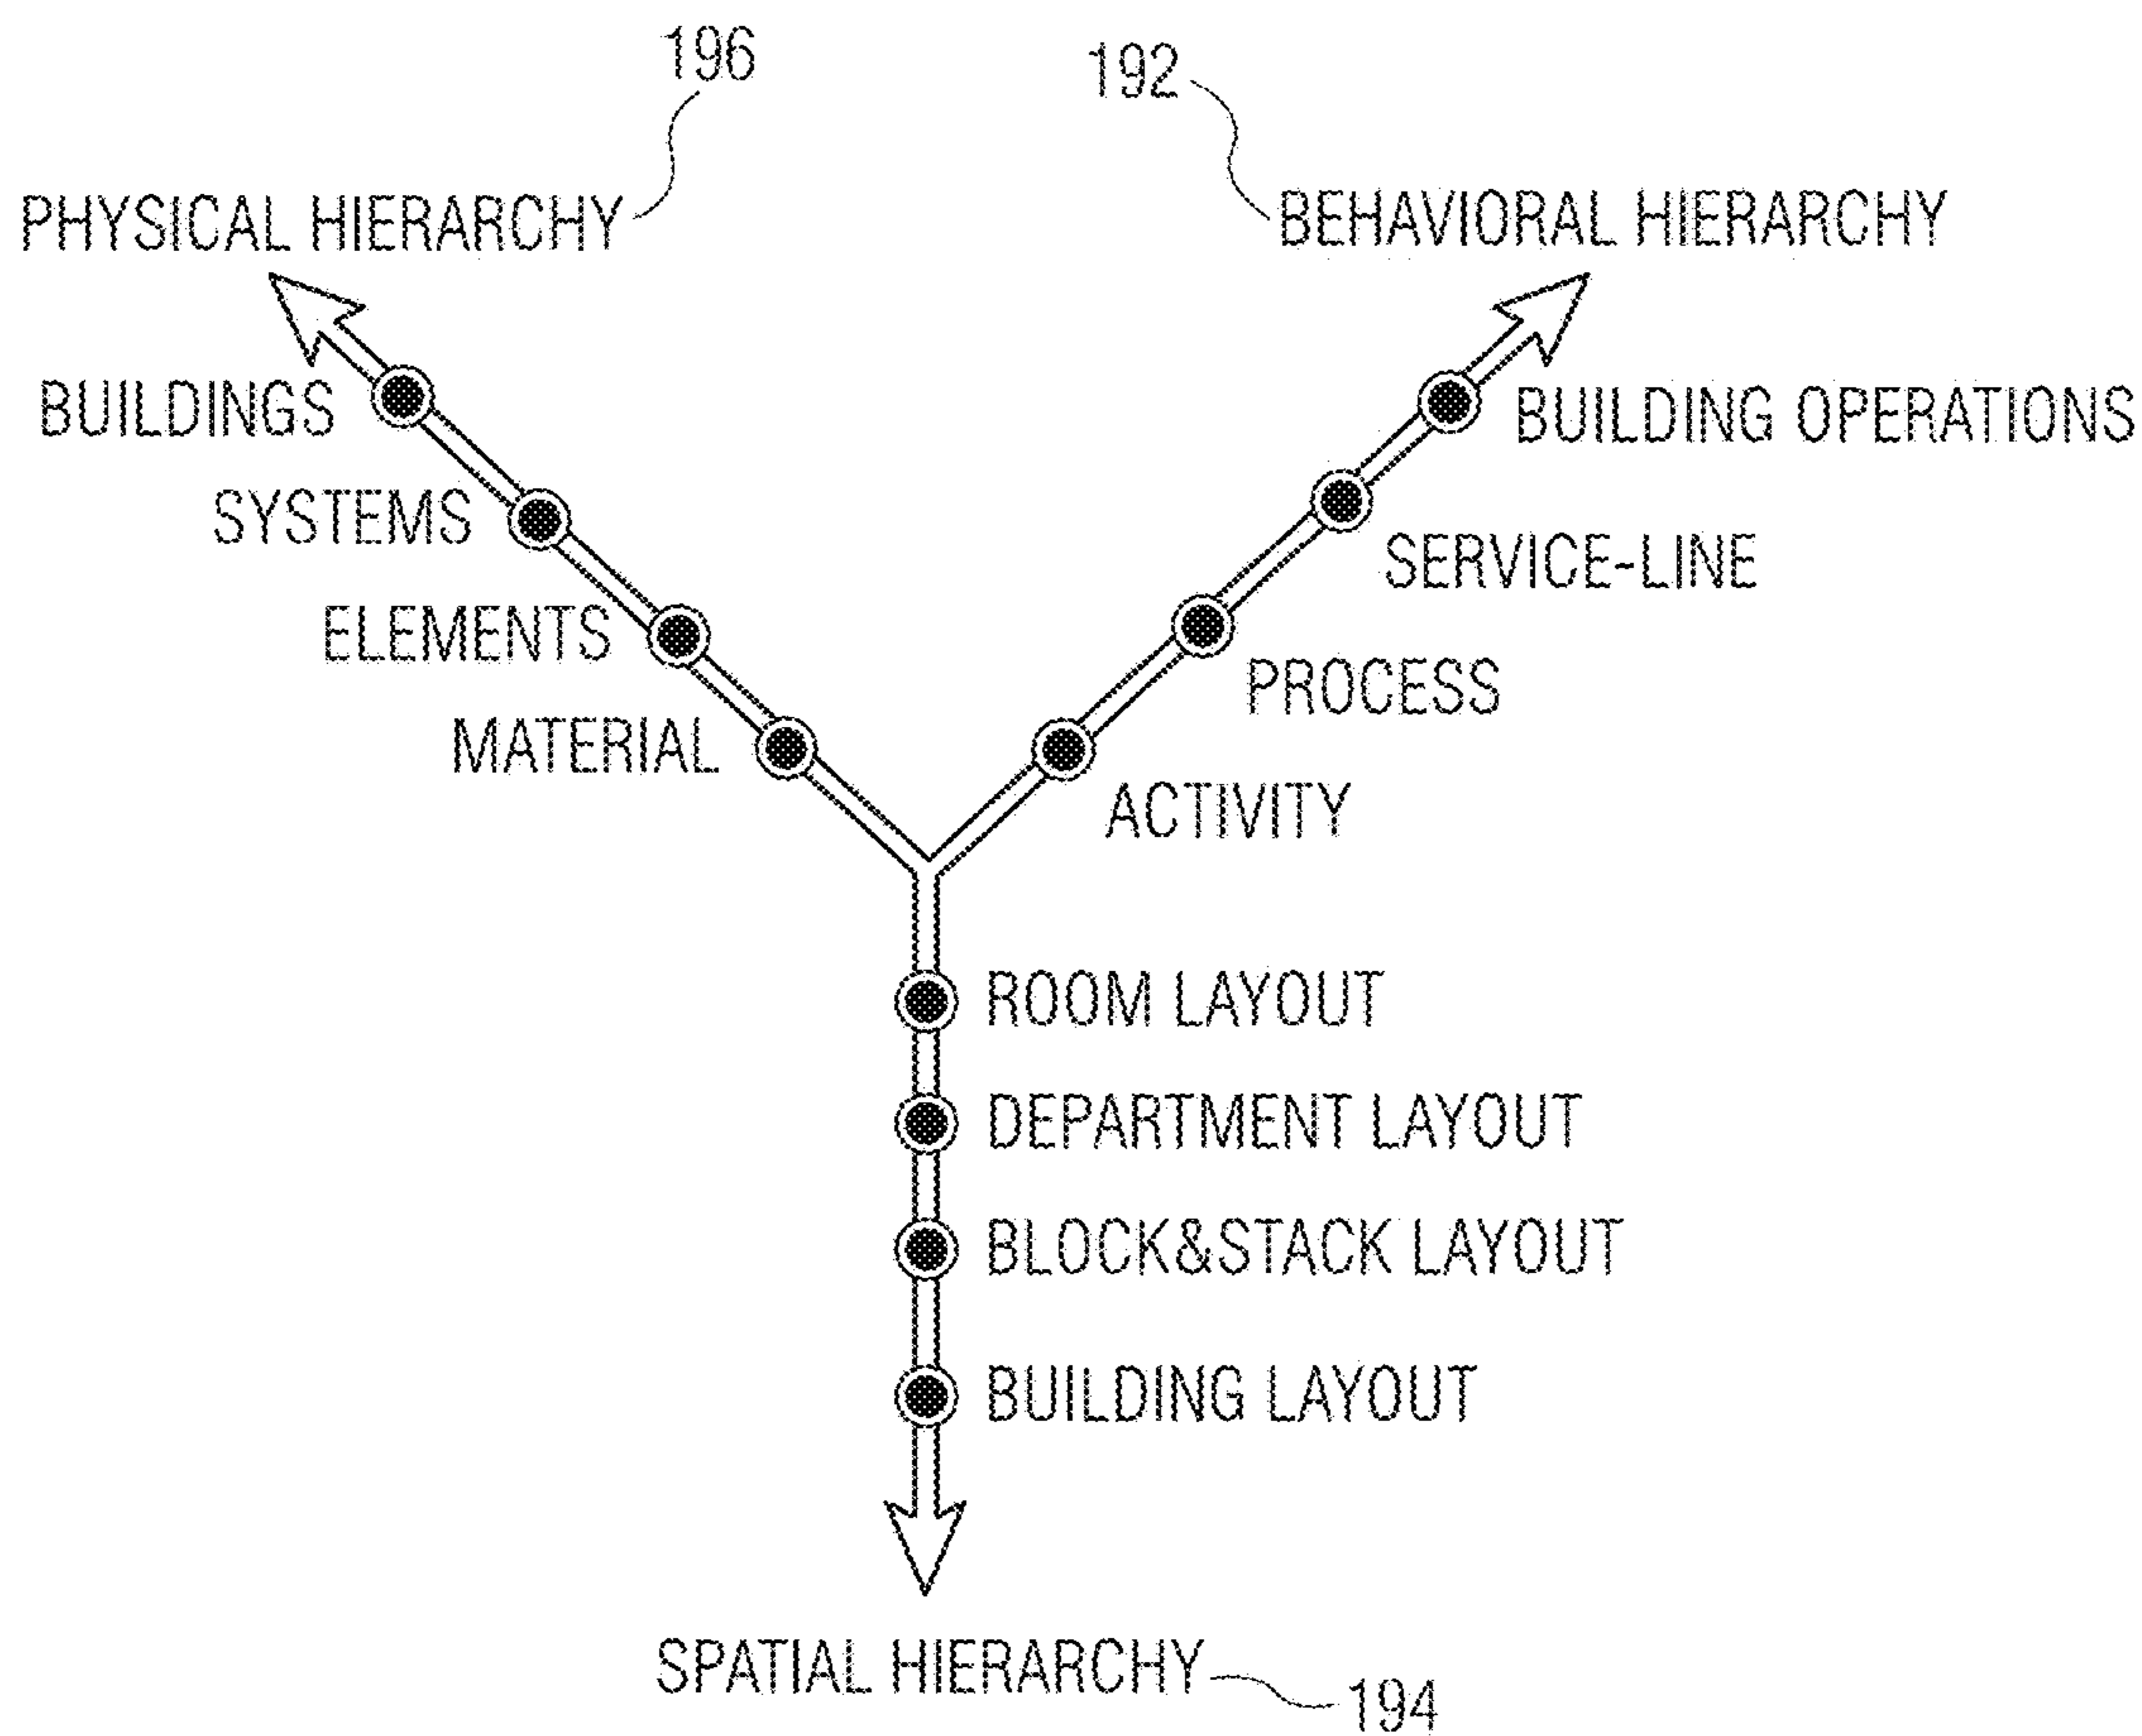 196
192
PHYSICAL HIERARCHY
BEHAVIORAL HIERARCHY
BUILDINGS
BUILDING OPERATIONS
SYSTEMS
SERVICE-LINE
ELEMENTS
PROCESS
MATERIAL
ACTIVITY
ROOM LAYOUT
DEPARTMENT LAYOUT
BLOCK&STACK LAYOUT
BUILDING LAYOUT
SPATIAL HIERARCHY
194